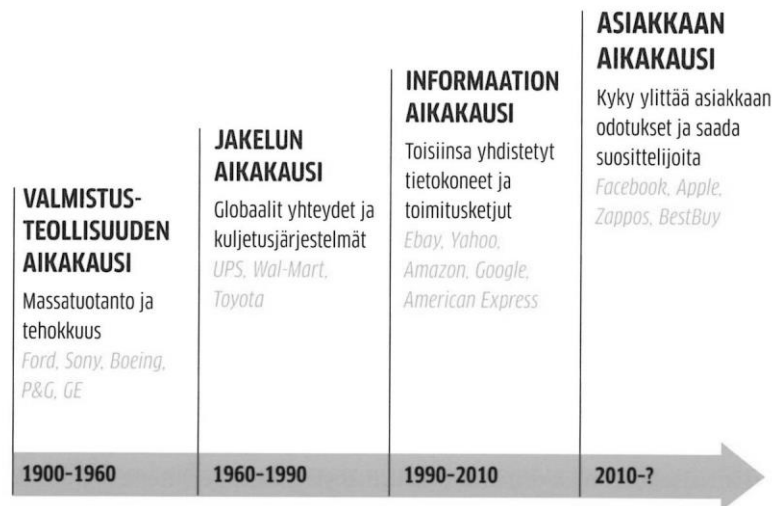 VALMISTUS-
TEOLLISUUDEN
AIKAKAUSI
Massatuotanto ja
tehokkuus
Ford, Sony, Boeing,
P&G, GE
1900–1960
JAKELUN
AIKAKAUSI
Globaalit yhteydet ja
kuljetusjärjestelmät
UPS, Wal-Mart,
Toyota
1960–1990
INFORMAATION
AIKAKAUSI
Toisiinsa yhdistetyt
tietokoneet ja
toimitusketjut
Ebay, Yahoo,
Amazon, Google,
American Express
1990–2010
ASIAKKAAN
AIKAKAUSI
Kyky ylittää asiakkaan
odotukset ja saada
suosittelijoita
Facebook, Apple,
Zappos, BestBuy
2010–?